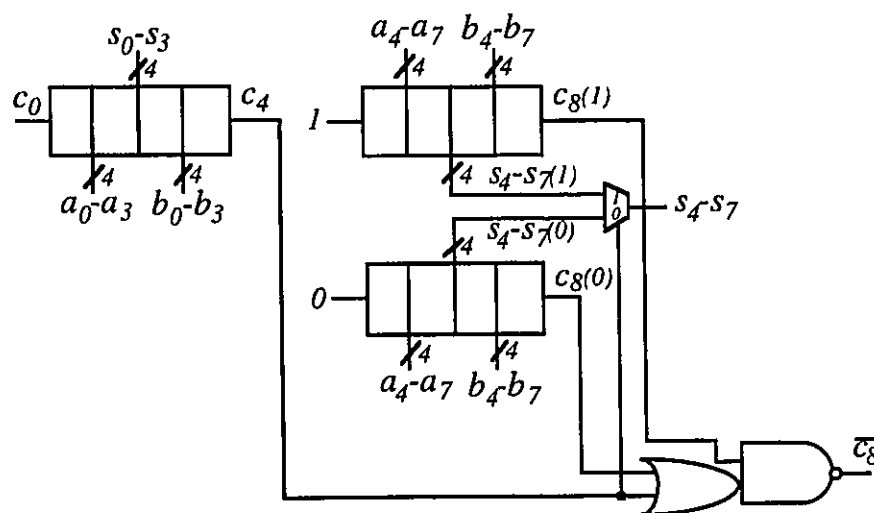 s₀-s₃
4
c₀
c₄
4
4
a₀-a₃
b₀-b₃
a₄-a₇
b₄-b₇
4
4
1
c₈(1)
4
s₄-s₇(1)
1
0
s₄-s₇
s₄-s₇(0)
4
0
c₈(0)
4
4
a₄-a₇
b₄-b₇
c̅₈